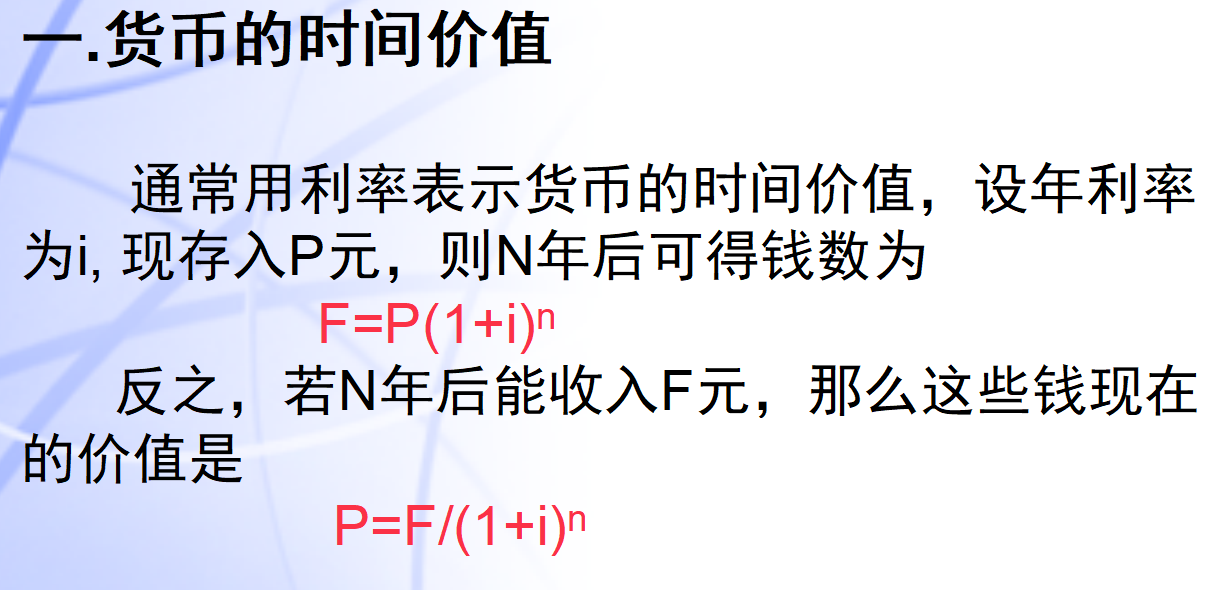 一.货币的时间价值
通常用利率表示货币的时间价值，设年利率
为i, 现存入P元，则N年后可得钱数为
F=P(1+i)ⁿ
反之，若N年后能收入F元，那么这些钱现在
的价值是
P=F/(1+i)ⁿ